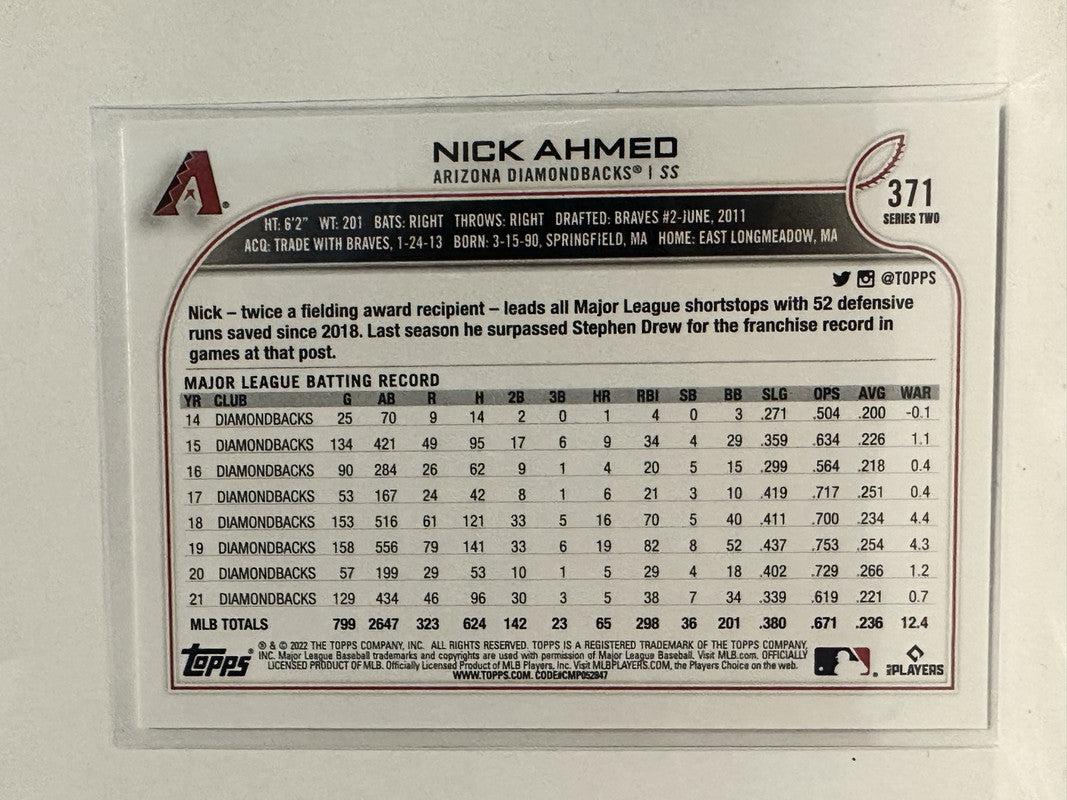 NICK AHMED
ARIZONA DIAMONDBACKS® | SS
371
SERIES TWO
HT: 6'2" WT: 201 BATS: RIGHT THROWS: RIGHT DRAFTED: BRAVES #2-JUNE, 2011
ACQ: TRADE WITH BRAVES, 1-24-13 BORN: 3-15-90, SPRINGFIELD, MA HOME: EAST LONGMEADOW, MA
@TOPPS
Nick – twice a fielding award recipient – leads all Major League shortstops with 52 defensive
runs saved since 2018. Last season he surpassed Stephen Drew for the franchise record in
games at that post.
MAJOR LEAGUE BATTING RECORD
YR CLUB G AB R H 2B 3B HR RBI SB BB SLG OPS AVG WAR
14 DIAMONDBACKS 25 70 9 14 2 0 1 4 0 3 .271 .504 .200 -0.1
15 DIAMONDBACKS 134 421 49 95 17 6 9 34 4 29 .359 .634 .226 1.1
16 DIAMONDBACKS 90 284 26 62 9 1 4 20 5 15 .299 .564 .218 0.4
17 DIAMONDBACKS 53 167 24 42 8 1 6 21 3 10 .419 .717 .251 0.4
18 DIAMONDBACKS 153 516 61 121 33 5 16 70 5 40 .411 .700 .234 4.4
19 DIAMONDBACKS 158 556 79 141 33 6 19 82 8 52 .437 .753 .254 4.3
20 DIAMONDBACKS 57 199 29 53 10 1 5 29 4 18 .402 .729 .266 1.2
21 DIAMONDBACKS 129 434 46 96 30 3 5 38 7 34 .339 .619 .221 0.7
MLB TOTALS 799 2647 323 624 142 23 65 298 36 201 .380 .671 .236 12.4
Topps®
® & © 2022 THE TOPPS COMPANY, INC. ALL RIGHTS RESERVED. TOPPS IS A REGISTERED TRADEMARK OF THE TOPPS COMPANY,
INC. Major League Baseball trademarks and copyrights are used with permission of Major League Baseball. Visit MLB.com. OFFICIALLY
LICENSED PRODUCT OF MLB. Officially Licensed Product of MLB Players, Inc. Visit MLBPLAYERS.COM, the Players Choice on the web.
WWW.TOPPS.COM. CODE#CMP052847
PLAYERS